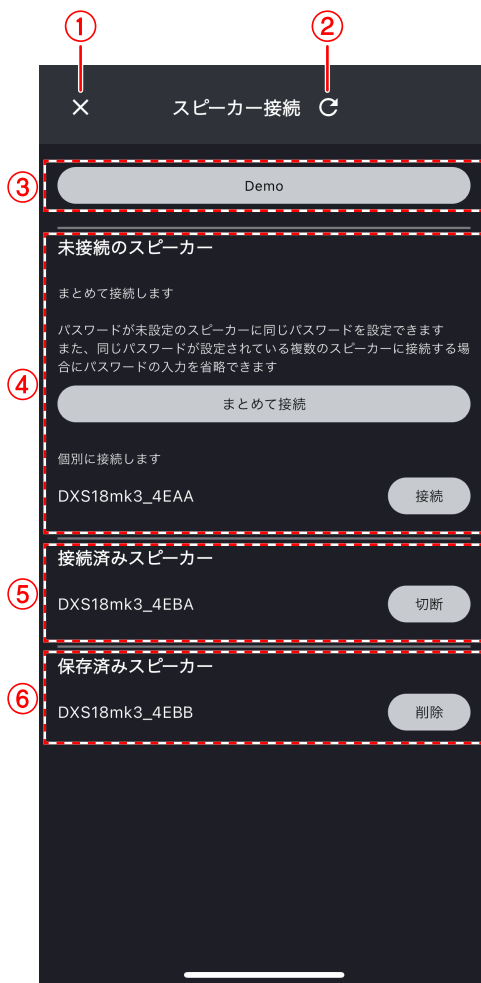 ①
②
× スピーカー接続
③
Demo
未接続のスピーカー
まとめて接続します
パスワードが未設定のスピーカーに同じパスワードを設定できます
また、同じパスワードが設定されている複数のスピーカーに接続する場
合にパスワードの入力を省略できます
④
まとめて接続
個別に接続します
DXS18mk3_4EAA
接続
接続済みスピーカー
⑤
DXS18mk3_4EBA
切断
保存済みスピーカー
⑥
DXS18mk3_4EBB
削除